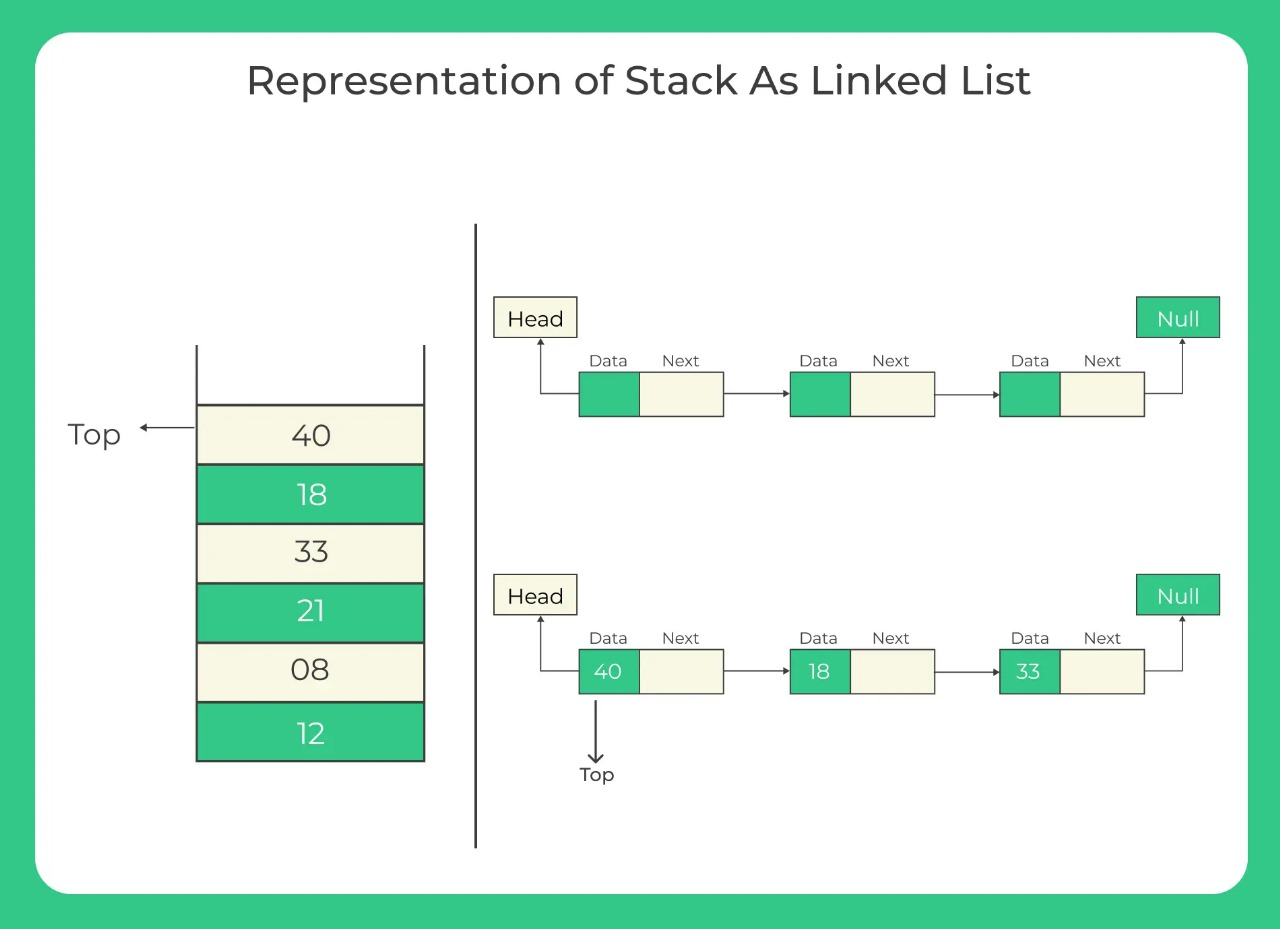 Representation of Stack As Linked List
Top
40
18
33
21
08
12
Head
Null
Data Next Data Next Data Next
Head
Null
Data Next Data Next Data Next
40 18 33
Top